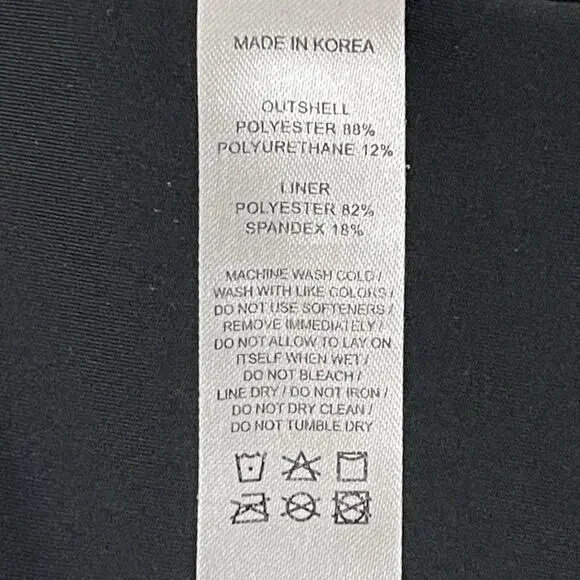 MADE IN KOREA
OUTSHELL
POLYESTER 88%
POLYURETHANE 12%
LINER
POLYESTER 82%
SPANDEX 18%
MACHINE WASH COLD /
WASH WITH LIKE COLORS /
DO NOT USE SOFTENERS /
REMOVE IMMEDIATELY /
DO NOT ALLOW TO LAY ON
ITSELF WHEN WET /
DO NOT BLEACH /
LINE DRY / DO NOT IRON /
DO NOT DRY CLEAN /
DO NOT TUMBLE DRY